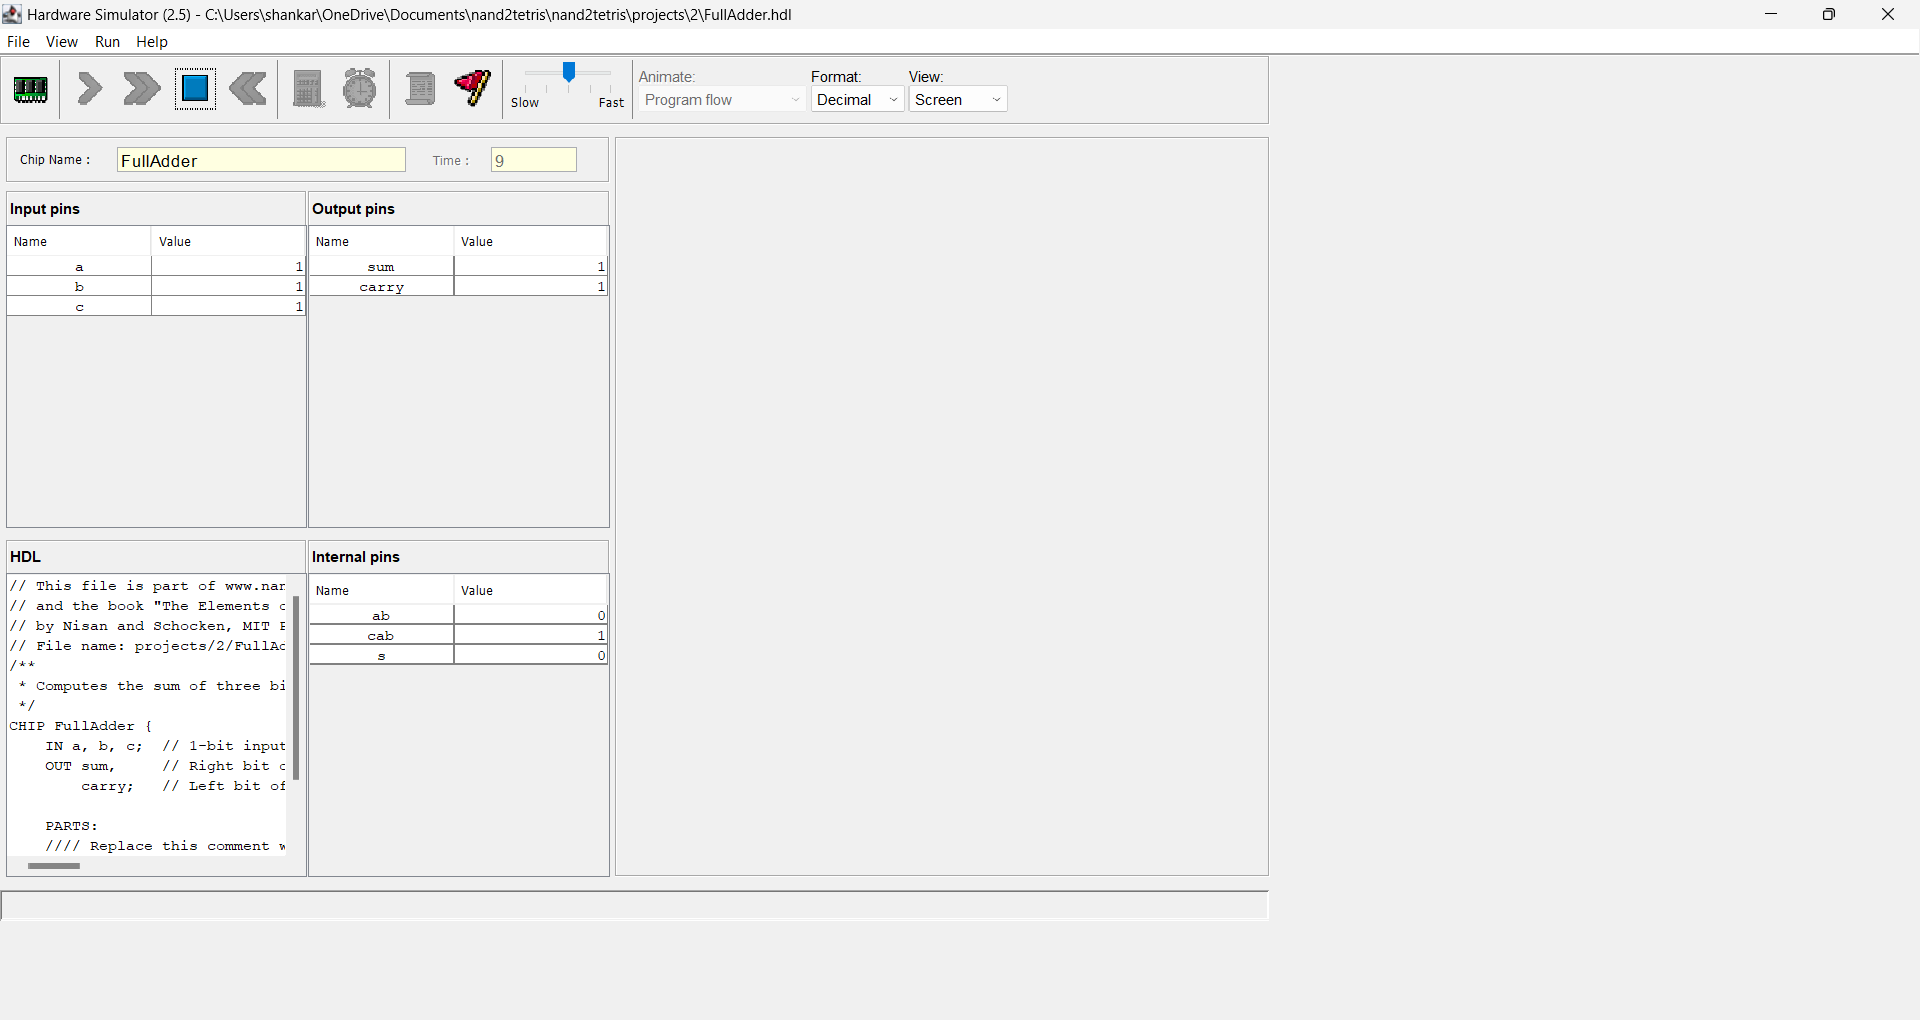 Hardware Simulator (2.5) - C:\Users\shankar\OneDrive\Documents\nand2tetris\nand2tetris\projects\2\FullAdder.hdl
File View Run Help
Slow Fast
Animate:
Program flow
Format:
Decimal
View:
Screen
Chip Name :
FullAdder
Time :
9
Input pins
Name Value
a 1
b 1
c 1
Output pins
Name Value
sum 1
carry 1
HDL
// This file is part of www.nan
// and the book "The Elements
// by Nisan and Schocken, MIT
// File name: projects/2/FullAd
/**
* Computes the sum of three bi
*/
CHIP FullAdder {
IN a, b, c; // 1-bit input
OUT sum, // Right bit
carry; // Left bit of
PARTS:
//// Replace this comment
Internal pins
Name Value
ab 0
cab 1
s 0